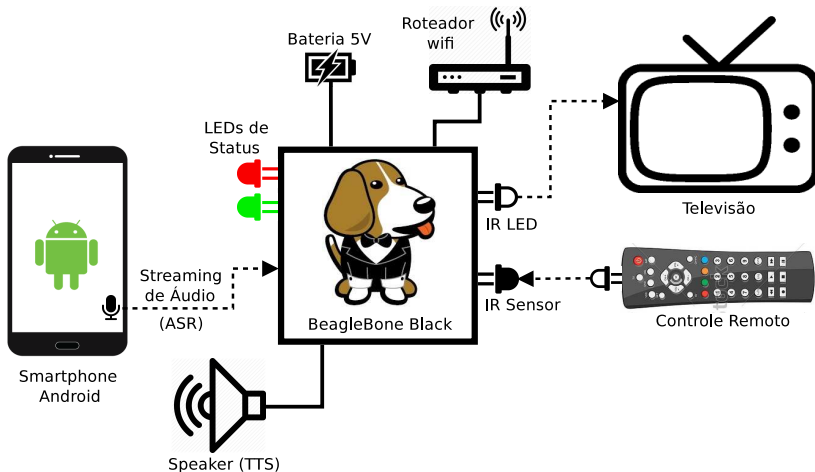 Bateria 5V
Roteador
wifi
LEDs de
Status
Streaming
de Áudio
(ASR)
IR LED
IR Sensor
Televisão
Controle Remoto
BeagleBone Black
Smartphone
Android
Speaker (TTS)